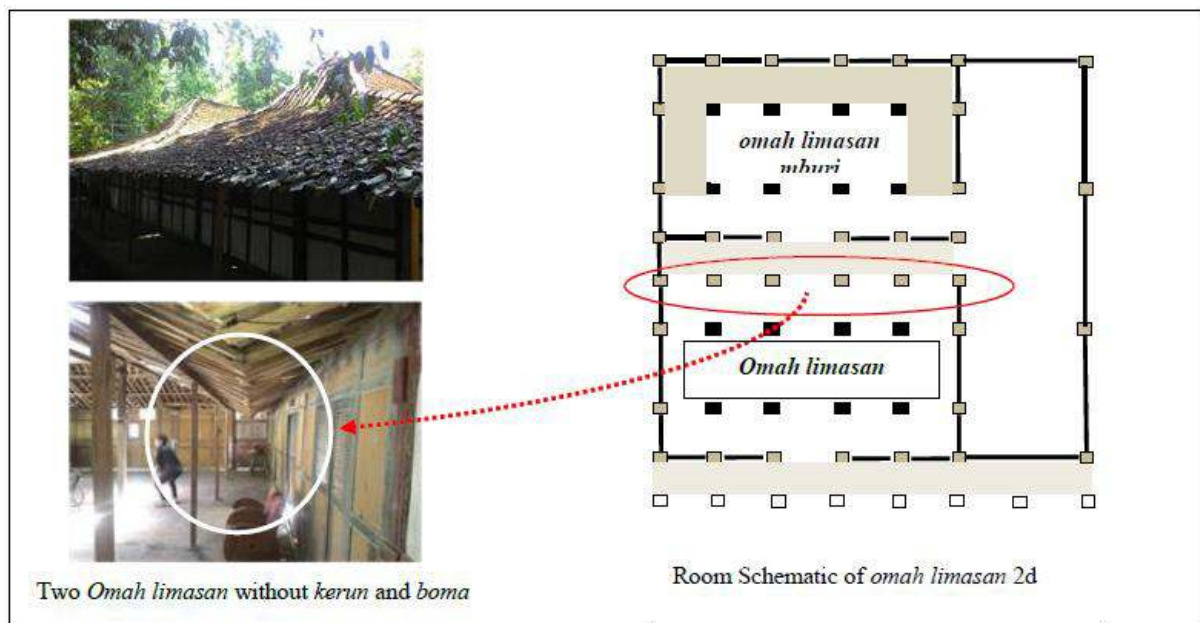 omah limasan
mburi
Omah limasan
Two Omah limasan without kerun and boma
Room Schematic of omah limasan 2d